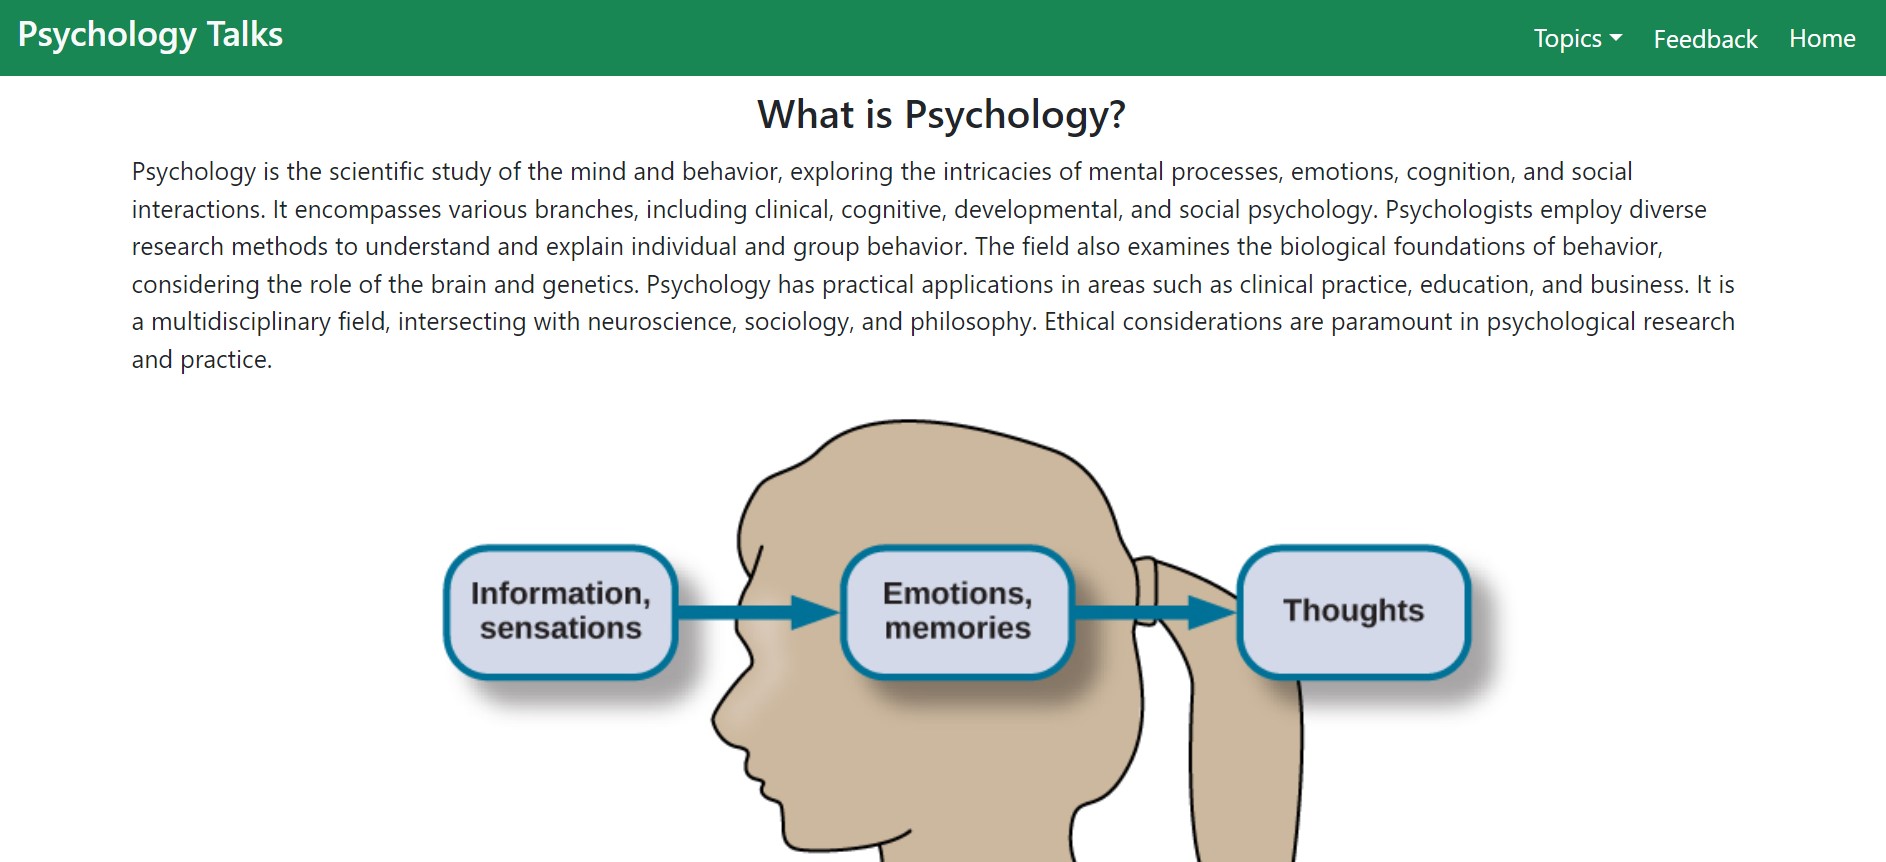 Psychology Talks
Topics
Feedback
Home
What is Psychology?
Psychology is the scientific study of the mind and behavior, exploring the intricacies of mental processes, emotions, cognition, and social
interactions. It encompasses various branches, including clinical, cognitive, developmental, and social psychology. Psychologists employ diverse
research methods to understand and explain individual and group behavior. The field also examines the biological foundations of behavior,
considering the role of the brain and genetics. Psychology has practical applications in areas such as clinical practice, education, and business. It is
a multidisciplinary field, intersecting with neuroscience, sociology, and philosophy. Ethical considerations are paramount in psychological research
and practice.
Information,
sensations
Emotions,
memories
Thoughts